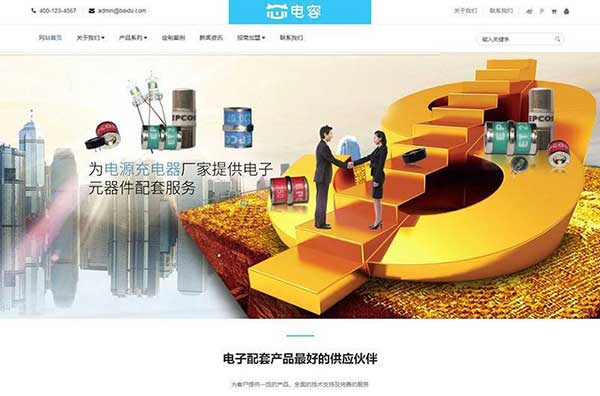 400-123-4567 admin@baidu.com
电容
关于我们 联系我们
网站首页 关于我们 产品系列 定制案例 新闻资讯 招商加盟 联系我们
输入关键字
EPCOS
EPCOS
为电源充电器厂家提供电子
元器件配套服务
电子配套产品最好的供应伙伴
为客户提供一流的产品、全面的技术支持及完善的服务